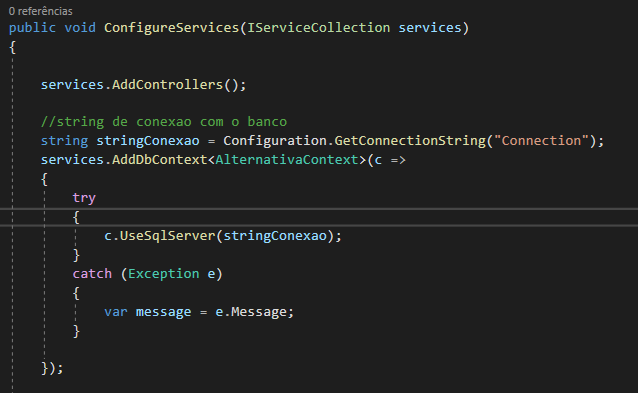 0 referências
public void ConfigureServices(IServiceCollection services)
{
services.AddControllers();
//string de conexao com o banco
string stringConexao = Configuration.GetConnectionString("Connection");
services.AddDbContext<AlternativaContext>(c =>
{
try
{
c.UseSqlServer(stringConexao);
}
catch (Exception e)
{
var message = e.Message;
}
});